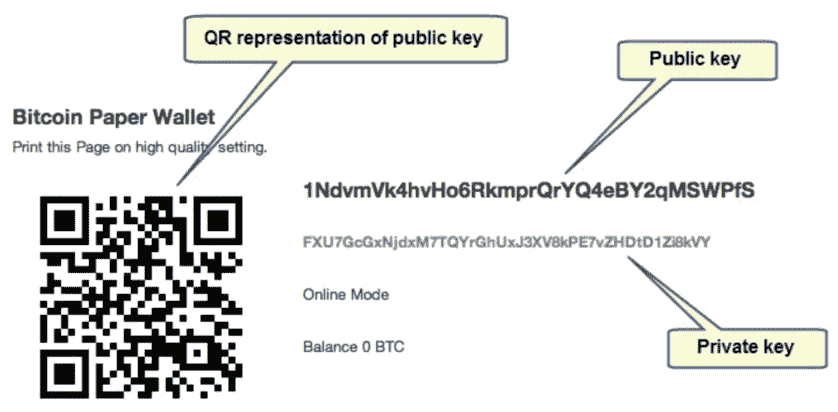 QR representation of public key
Public key
Bitcoin Paper Wallet
Print this Page on high quality setting.
1NdvmVk4hvHo6RkmprQrYQ4eBY2qMSWPfS
FXU7GcGxNjdxM7TQYrGhUxJ3XV8kPE7vZHDtD1Zi8kVY
Online Mode
Balance 0 BTC
Private key